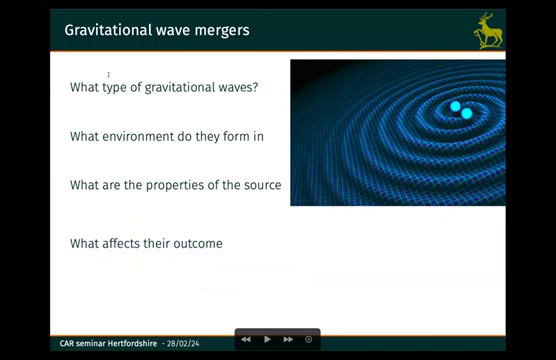 Gravitational wave mergers
What type of gravitational waves?
What environment do they form in
What are the properties of the source
What affects their outcome
CAR seminar Hertfordshire - 28/02/24